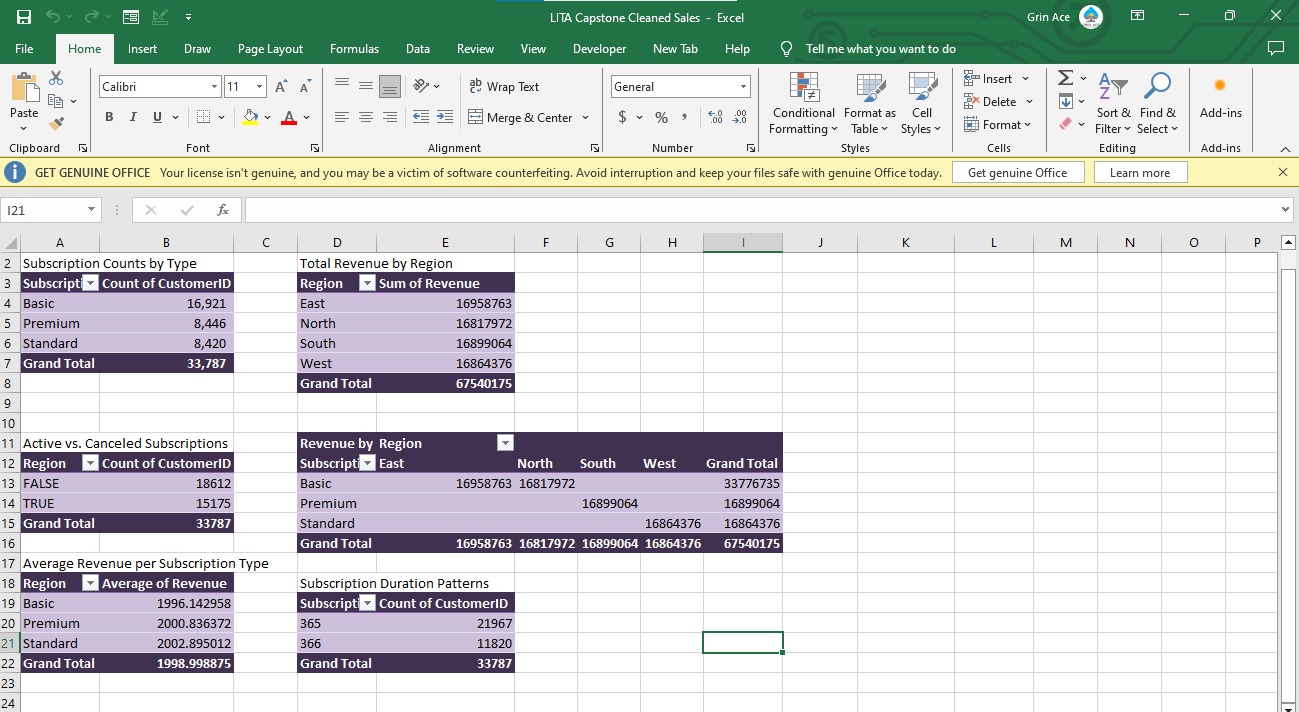 LITA Capstone Cleaned Sales - Excel
Grin Ace
File Home Insert Draw Page Layout Formulas Data Review View Developer New Tab Help Tell me what you want to do
Paste
Calibri 11 A A
B I U A
ab Wrap Text
Merge & Center
General
$ % ,
Conditional Formatting
Format as Table
Cell Styles
Insert
Delete
Format
Sort & Filter
Find & Select
Add-ins
Clipboard Font Alignment Number Styles Cells Editing Add-ins
GET GENUINE OFFICE Your license isn't genuine, and you may be a victim of software counterfeiting. Avoid interruption and keep your files safe with genuine Office today. Get genuine Office Learn more
I21 fx
A B C D E F G H I J K L M N O P
2 Subscription Counts by Type Total Revenue by Region
3 Subscripti Count of CustomerID Region Sum of Revenue
4 Basic 16,921 East 16958763
5 Premium 8,446 North 16817972
6 Standard 8,420 South 16899064
7 Grand Total 33,787 West 16864376
8 Grand Total 67540175
9
10
11 Active vs. Canceled Subscriptions Revenue by Region
12 Region Count of CustomerID Subscripti East North South West Grand Total
13 FALSE 18612 Basic 16958763 16817972 33776735
14 TRUE 15175 Premium 16899064 16899064
15 Grand Total 33787 Standard 16864376 16864376
16 Grand Total 16958763 16817972 16899064 16864376 67540175
17 Average Revenue per Subscription Type
18 Region Average of Revenue Subscription Duration Patterns
19 Basic 1996.142958 Subscripti Count of CustomerID
20 Premium 2000.836372 365 21967
21 Standard 2002.895012 366 11820
22 Grand Total 1998.998875 Grand Total 33787
23
24